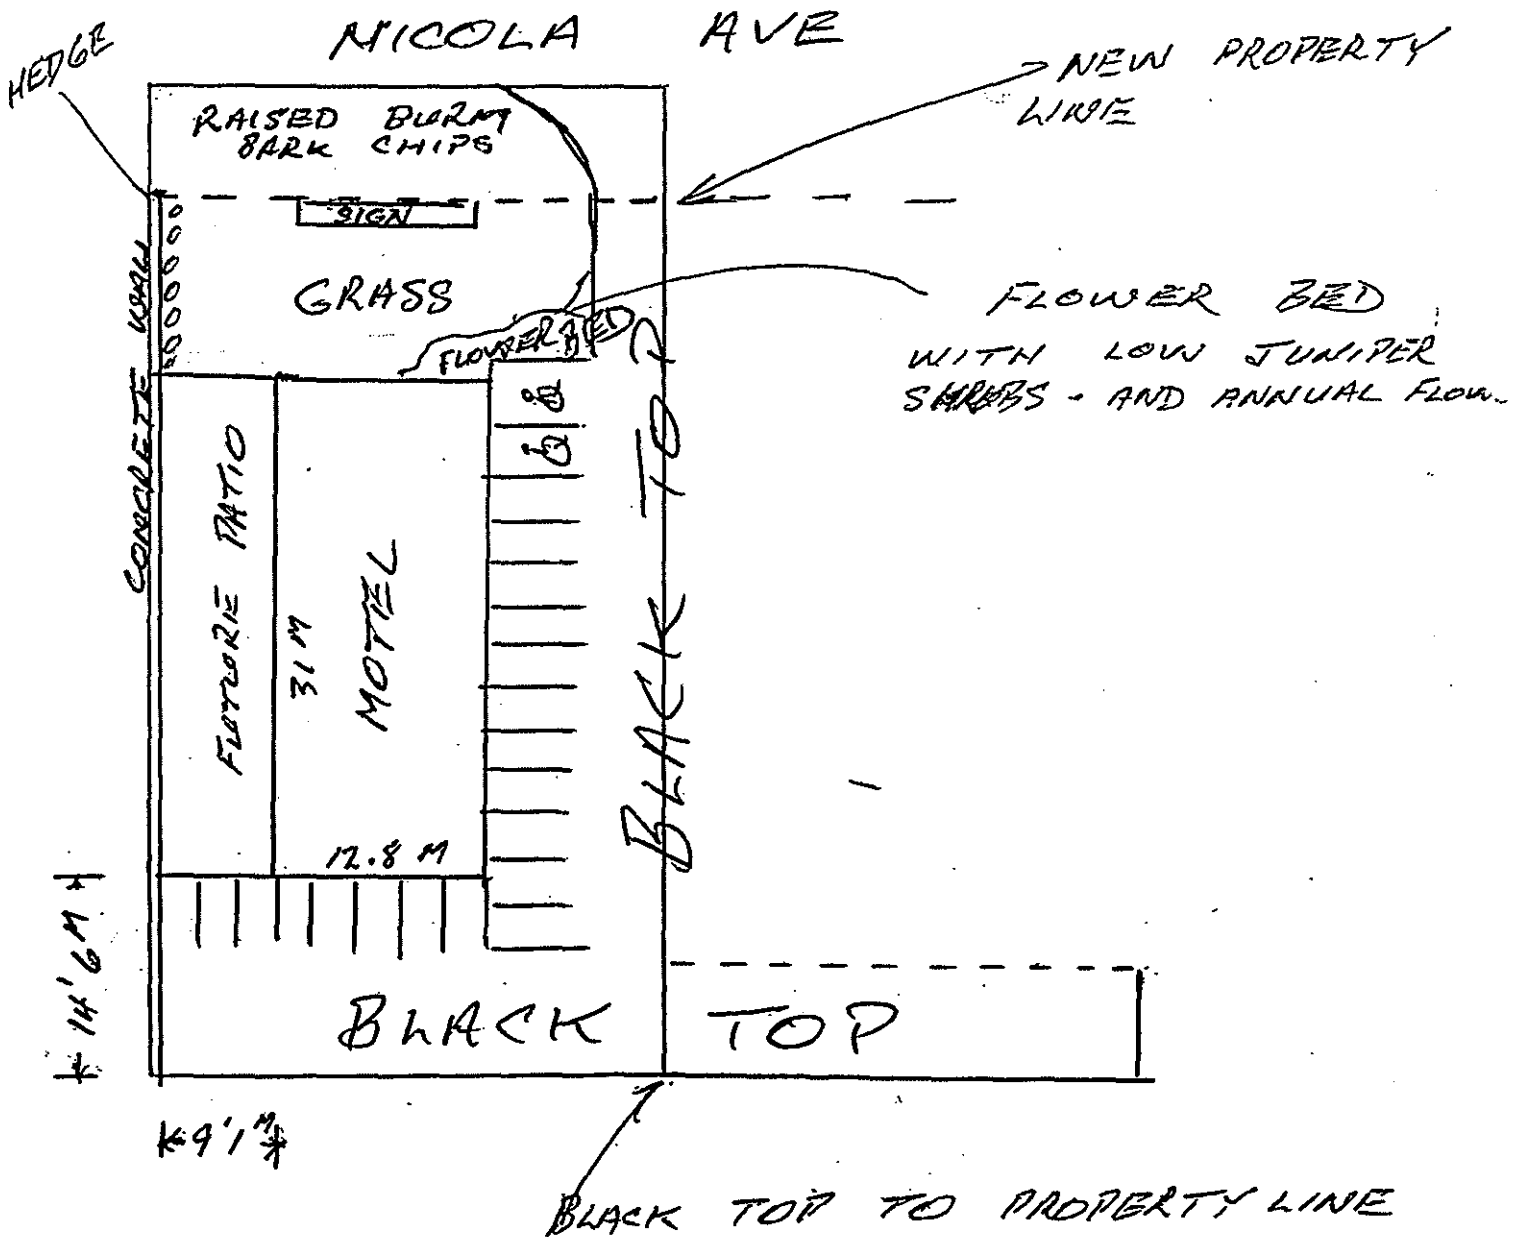 NICOLA AVE
HEDGE
NEW PROPERTY
LINE
RAISED BURM
BARK CHIPS
SIGN
CONCRETE WALL
GRASS
FLOWER BED
FLOWER BED
WITH LOW JUNIPER
SHRUBS - AND ANNUAL FLOW.
PATIO
31 M
MOTEL
12.8 M
BLACK TOP
14'6 M
BLACK TOP
9'1 M
BLACK TOP TO PROPERTY LINE